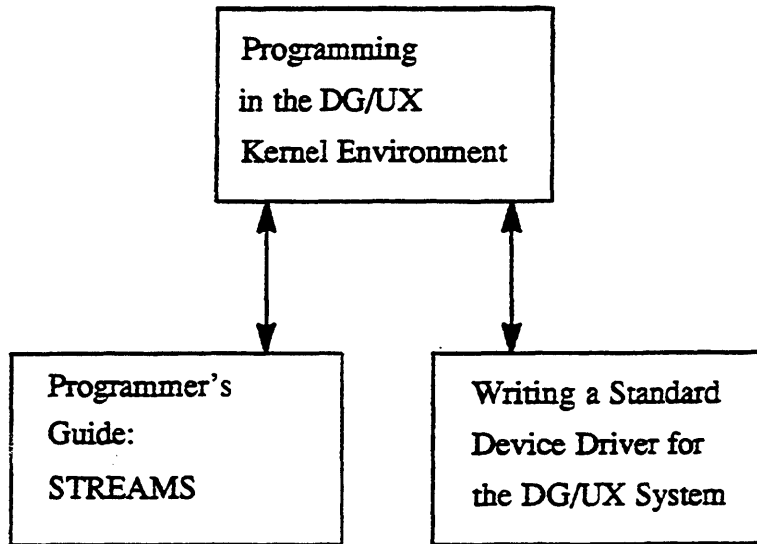 Programming
in the DG/UX
Kernel Environment
Programmer's
Guide:
STREAMS
Writing a Standard
Device Driver for
the DG/UX System